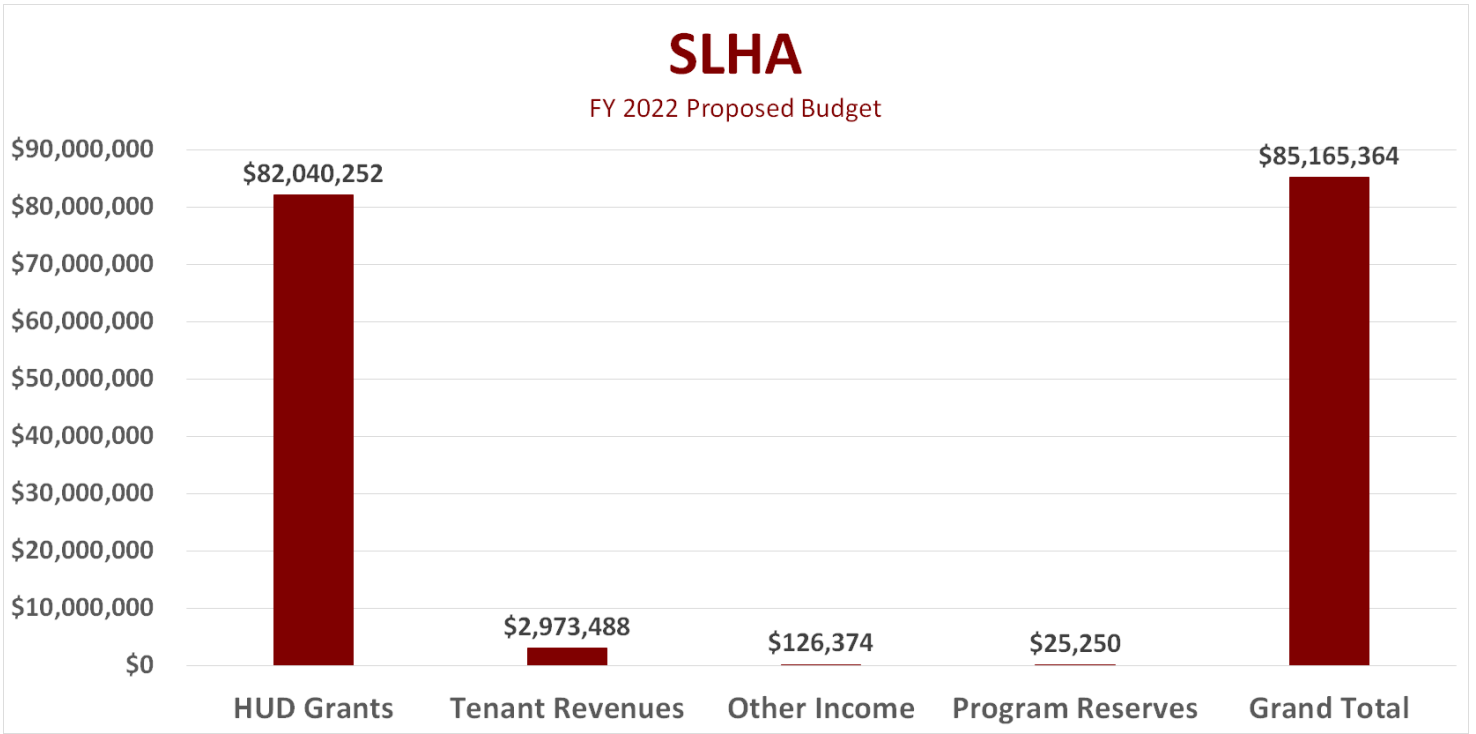 SLHA
FY 2022 Proposed Budget
$90,000,000
$80,000,000
$70,000,000
$60,000,000
$50,000,000
$40,000,000
$30,000,000
$20,000,000
$10,000,000
$0
$82,040,252
$2,973,488
$126,374
$25,250
$85,165,364
HUD Grants
Tenant Revenues
Other Income
Program Reserves
Grand Total